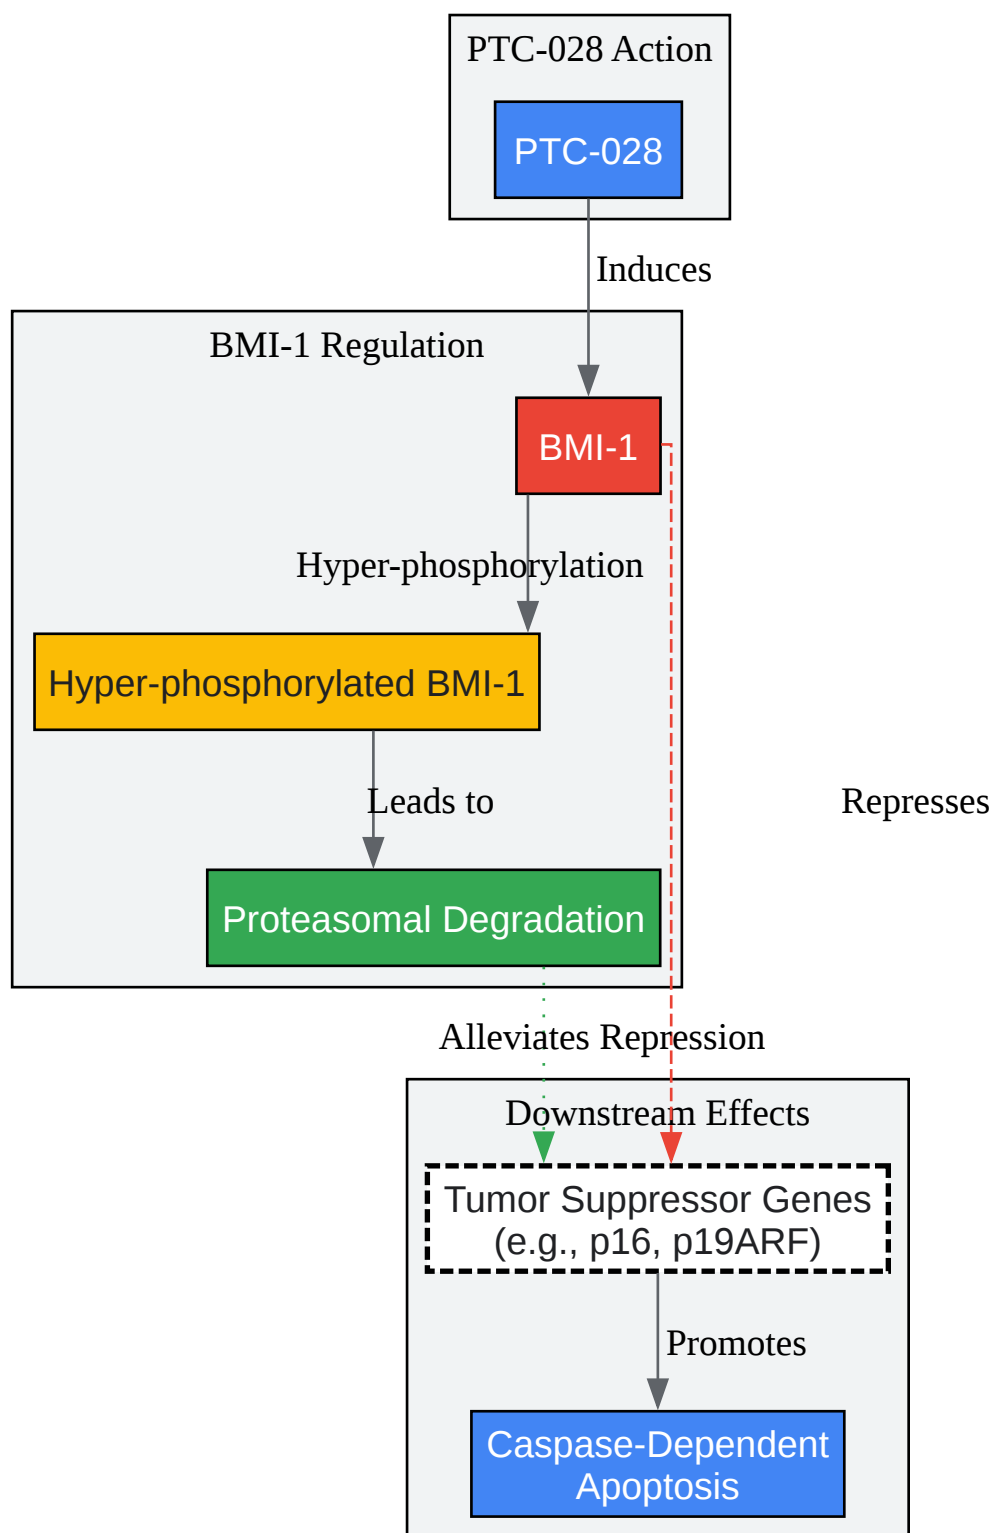 PTC-028 Action
PTC-028
Induces
BMI-1 Regulation
BMI-1
Hyper-phosphorylation
Hyper-phosphorylated BMI-1
Leads to
Represses
Proteasomal Degradation
Alleviates Repression
Downstream Effects
Tumor Suppressor Genes
(e.g., p16, p19ARF)
Promotes
Caspase-Dependent
Apoptosis